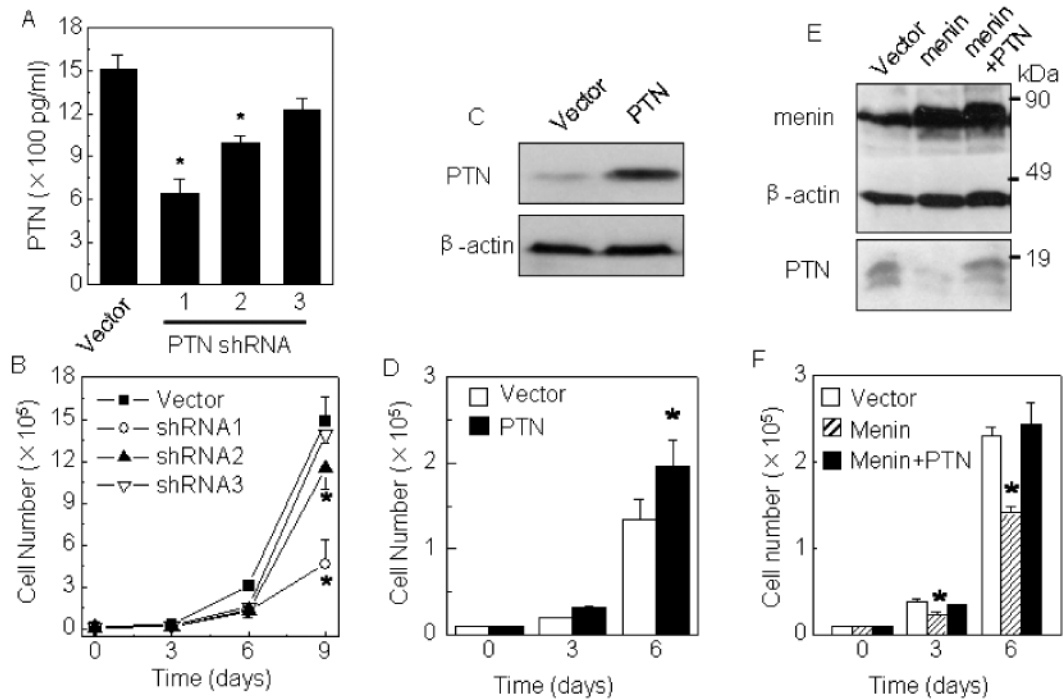 A
PTN (×100 pg/ml)
18
15
12
9
6
3
0
*
*
Vector
1 2 3
PTN shRNA
B
Cell Number (×10⁵)
18
15
12
9
6
3
0
Vector
shRNA1
shRNA2
shRNA3
*
*
0 3 6 9
Time (days)
C
Vector PTN
PTN
β-actin
D
Cell Number (×10⁵)
3
2
1
0
Vector
PTN
*
0 3 6
Time (days)
E
Vector menin menin
+PTN
kDa
menin
90
49
β-actin
PTN
19
F
Cell number (×10⁵)
3
2
1
0
Vector
Menin
Menin+PTN
*
*
0 3 6
Time (days)